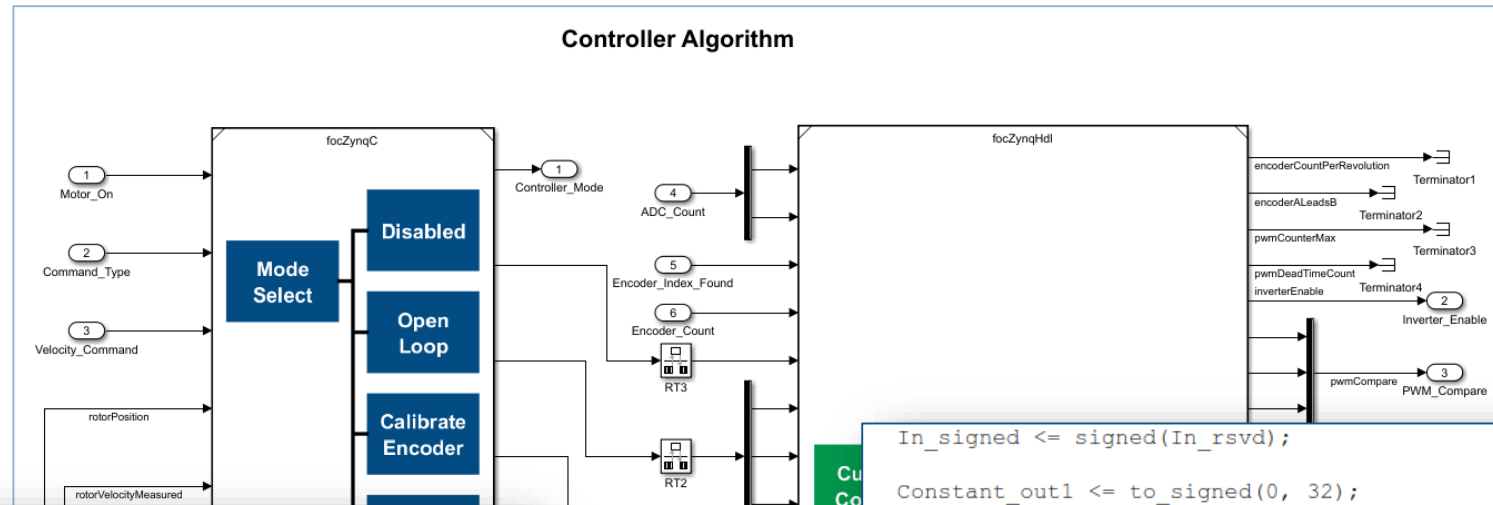 Controller Algorithm
focZynqC
focZynqHdl
1
Motor_On
2
Command_Type
3
Velocity_Command
rotorPosition
rotorVelocityMeasured
Mode
Select
Disabled
Open
Loop
Calibrate
Encoder
1
Controller_Mode
4
ADC_Count
5
Encoder_Index_Found
6
Encoder_Count
RT3
RT2
encoderCountPerRevolution
Terminator1
encoderALeadsB
Terminator2
pwmCounterMax
Terminator3
pwmDeadTimeCount
Terminator4
inverterEnable
2
Inverter_Enable
pwmCompare
3
PWM_Compare
In_signed <= signed(In_rsvd);
Constant_out1 <= to_signed(0, 32);